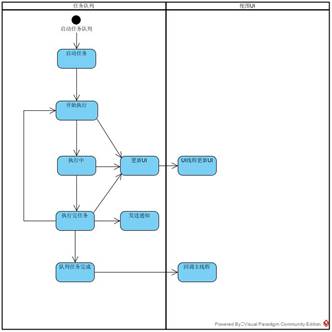 任务队列
使用UI
启动任务队列
启动任务
开始执行
执行中
更新UI
UI线程更新UI
执行完任务
发送通知
队列任务完成
回调主线程
Powered By Visual Paradigm Community Edition